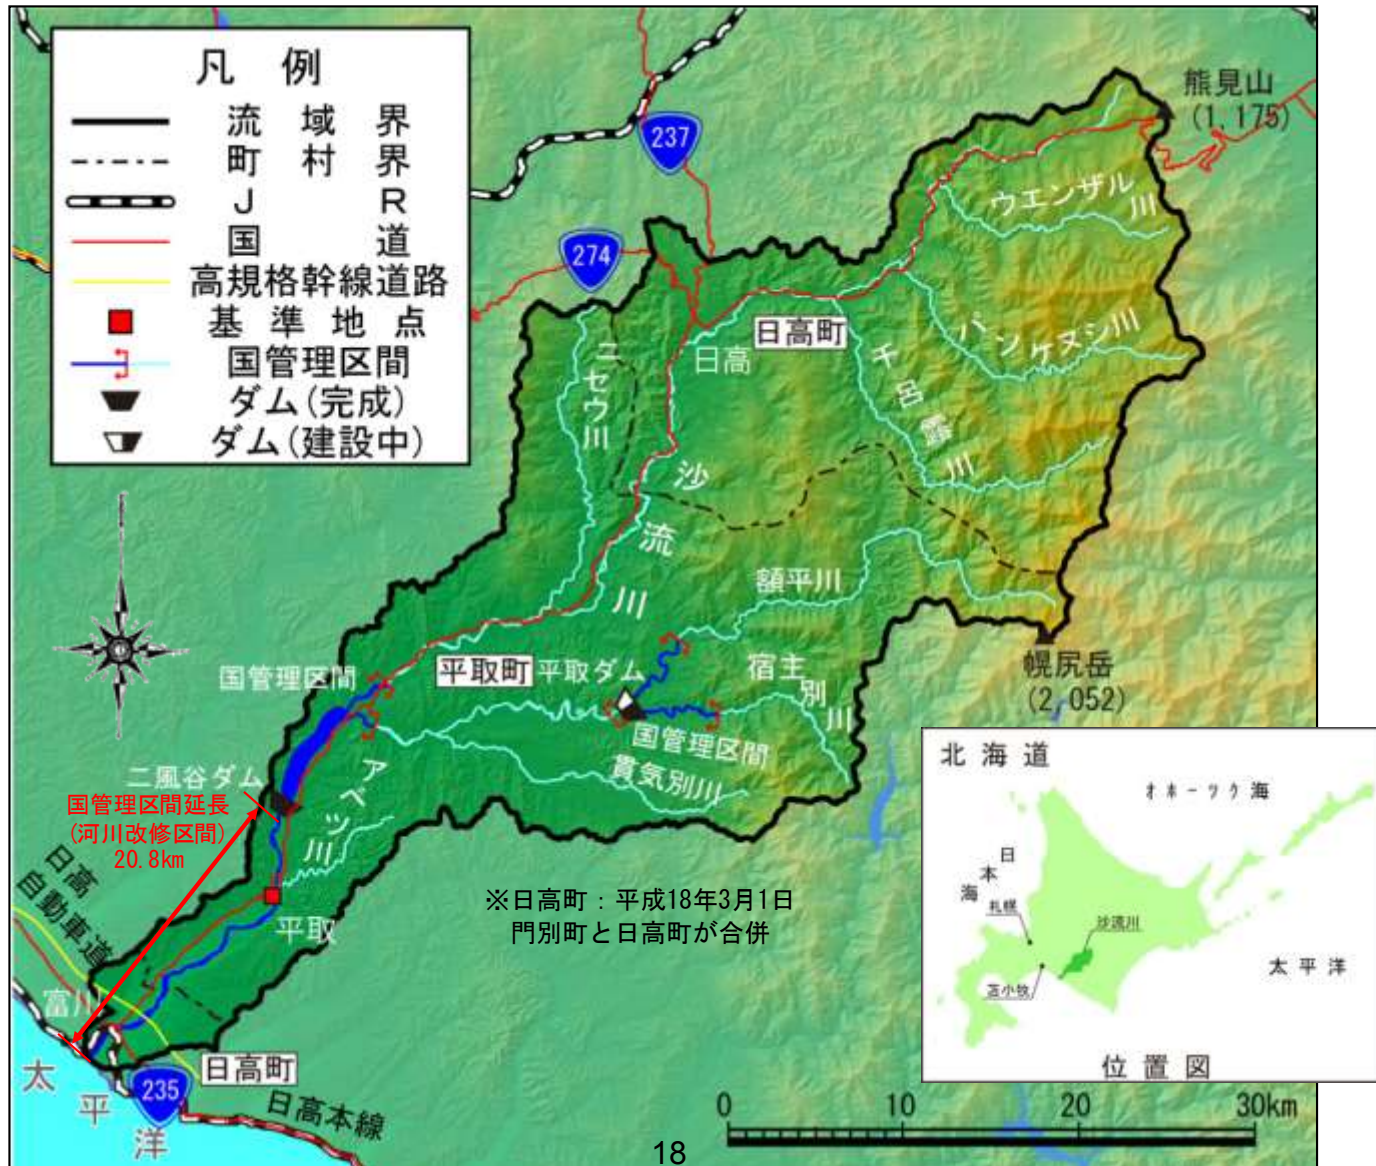 凡例
流域界
町村界
JR
国道
高規格幹線道路
基準地点
国管理区間
ダム(完成)
ダム(建設中)
237
274
熊見山
(1,175)
ウエンザル川
パンケヌシ川
日高町
日高
千呂露川
ニセウ川
沙流川
額平川
幌尻岳
(2,052)
宿主別川
平取町
平取ダム
国管理区間
国管理区間
貫気別川
アベツ川
二風谷ダム
国管理区間延長
(河川改修区間)
20.8km
日高
自動車道
平取
富川
※日高町:平成18年3月1日
門別町と日高町が合併
日高町
235
日高本線
太平洋
北海道
オホーツク海
日本海
札幌
沙流川
苫小牧
太平洋
位置図
0 10 20 30km
18